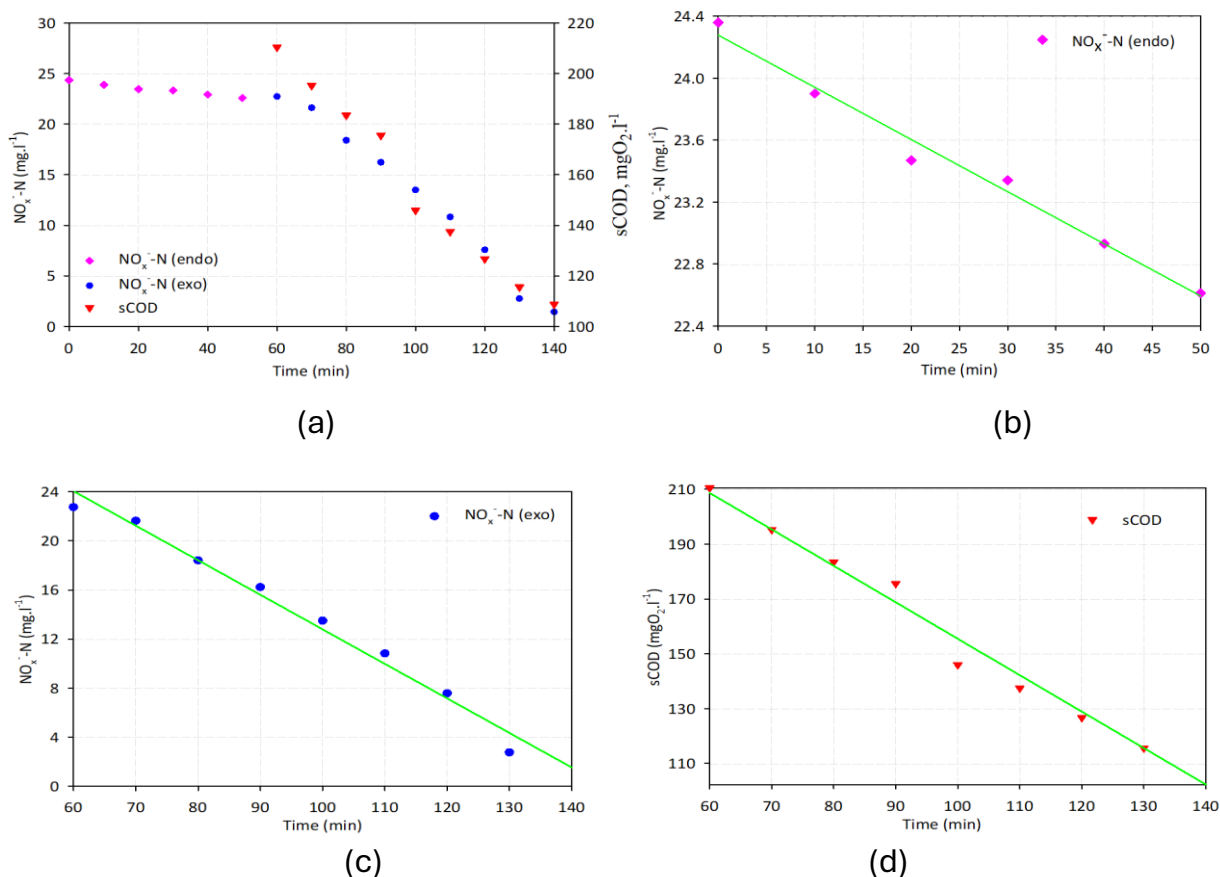 30
25
20
15
10
5
0
NOₓ⁻-N (mg.l⁻¹)
220
200
180
160
140
120
100
sCOD, mgO₂.l⁻¹
NOₓ⁻-N (endo)
NOₓ⁻-N (exo)
sCOD
0 20 40 60 80 100 120 140
Time (min)
(a)
24.4
24.0
23.6
23.2
22.8
22.4
NOₓ⁻-N (mg.l⁻¹)
NOₓ⁻-N (endo)
0 5 10 15 20 25 30 35 40 45 50
Time (min)
(b)
24
20
16
12
8
4
0
NOₓ⁻-N (mg.l⁻¹)
NOₓ⁻-N (exo)
60 70 80 90 100 110 120 130 140
Time (min)
(c)
210
190
170
150
130
110
sCOD (mgO₂.l⁻¹)
sCOD
60 70 80 90 100 110 120 130 140
Time (min)
(d)